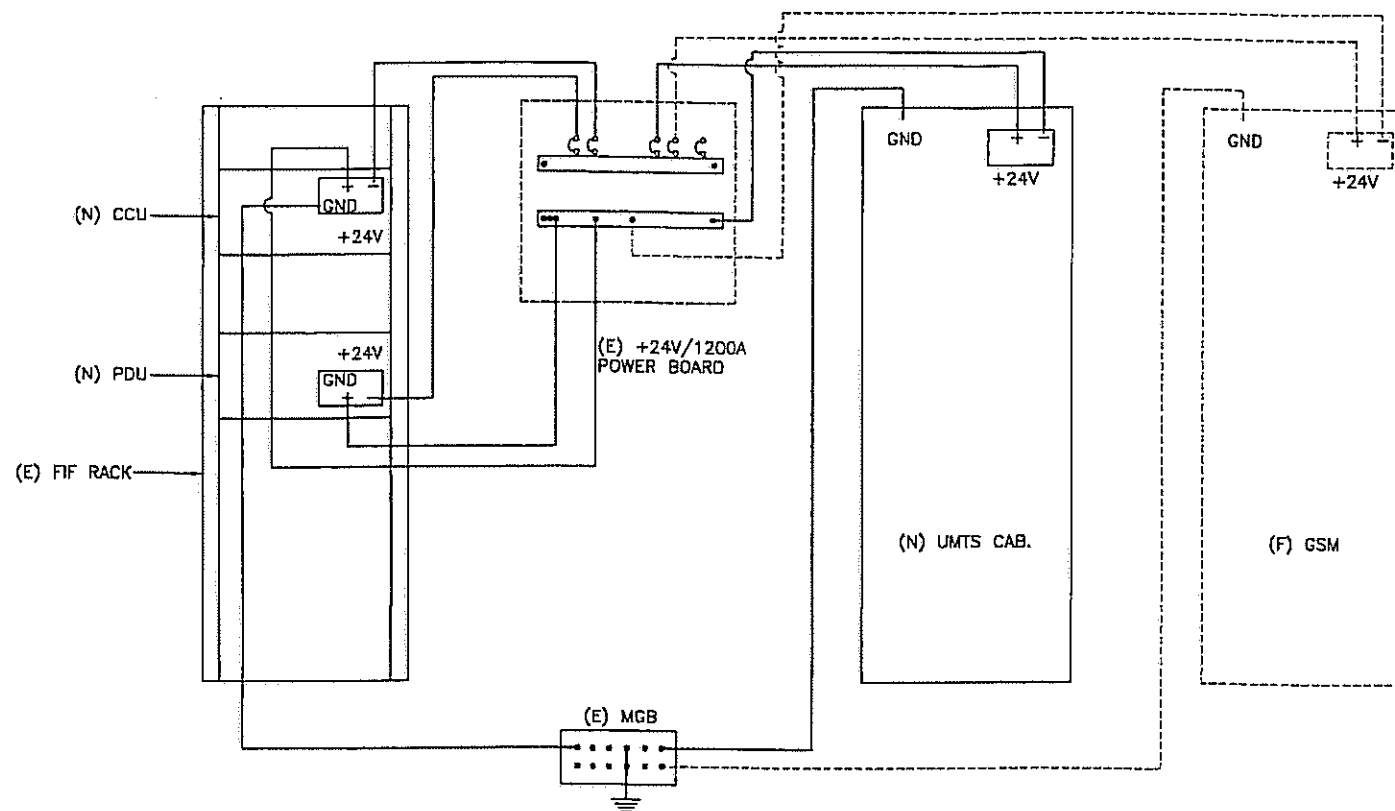 GND
GND
+ -
+ -
+24V
+24V
(N) CCU
+ -
GND
+24V
(E) +24V/1200A
POWER BOARD
+24V
(N) PDU
GND
+ -
(E) FIF RACK
(N) UMTS CAB.
(F) GSM
(E) MGB